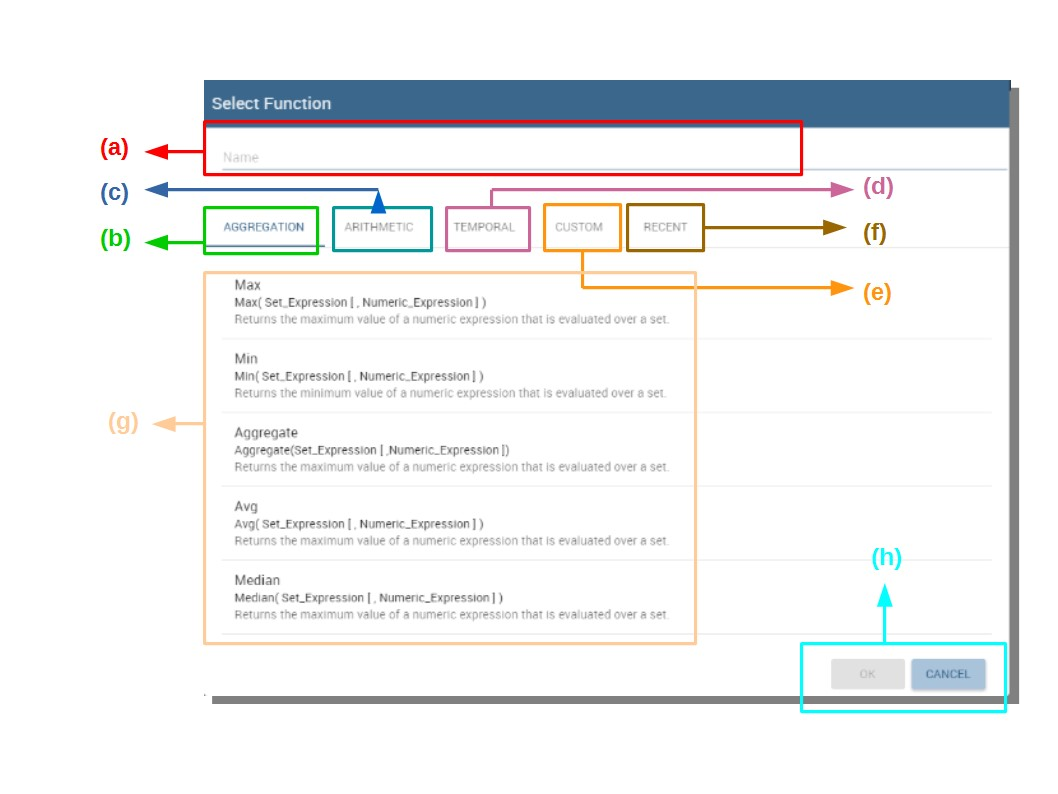 Select Function
(a)
Name
(c)
(d)
(b)
AGGREGATION ARITHMETIC TEMPORAL CUSTOM RECENT
(f)
(e)
Max
Max( Set_Expression [ , Numeric_Expression ] )
Returns the maximum value of a numeric expression that is evaluated over a set.
Min
Min( Set_Expression [ , Numeric_Expression ] )
Returns the minimum value of a numeric expression that is evaluated over a set.
(g)
Aggregate
Aggregate(Set_Expression [ ,Numeric_Expression ])
Returns the maximum value of a numeric expression that is evaluated over a set.
Avg
Avg( Set_Expression [ , Numeric_Expression ] )
Returns the maximum value of a numeric expression that is evaluated over a set.
(h)
Median
Median( Set_Expression [ , Numeric_Expression ] )
Returns the maximum value of a numeric expression that is evaluated over a set.
OK CANCEL